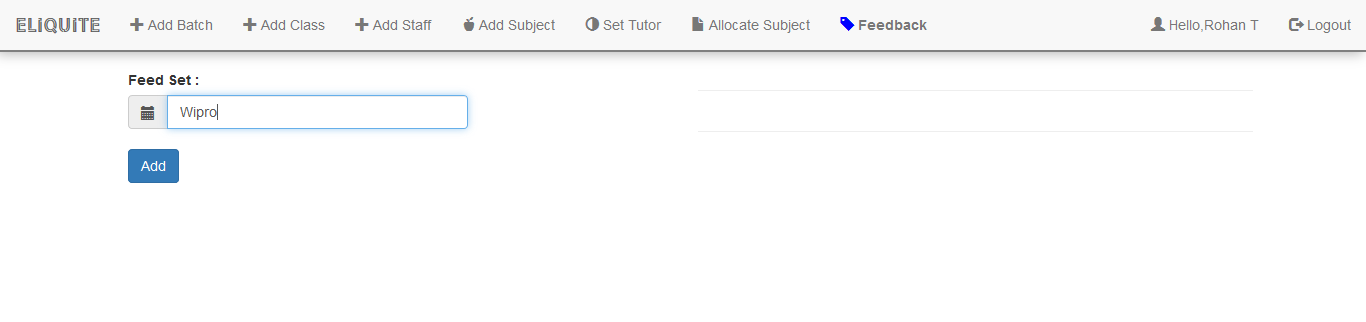 ELiQUiTE Add Batch Add Class Add Staff Add Subject Set Tutor Allocate Subject Feedback Hello,Rohan T Logout
Feed Set :
Wipro
Add